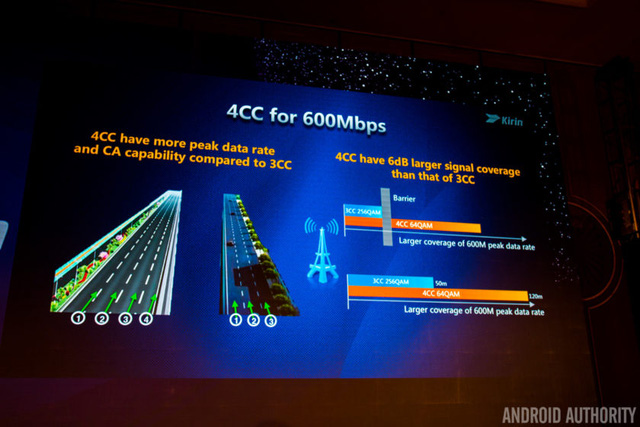 4CC for 600Mbps
Kirin
4CC have more peak data rate
and CA capability compared to 3CC
4CC have 6dB larger signal coverage
than that of 3CC
Barrier
3CC 256QAM
4CC 64QAM
Larger coverage of 600M peak data rate
3CC 256QAM
50m
4CC 64QAM
120m
Larger coverage of 600M peak data rate
1 2 3 4
1 2 3
ANDROID AUTHORITY